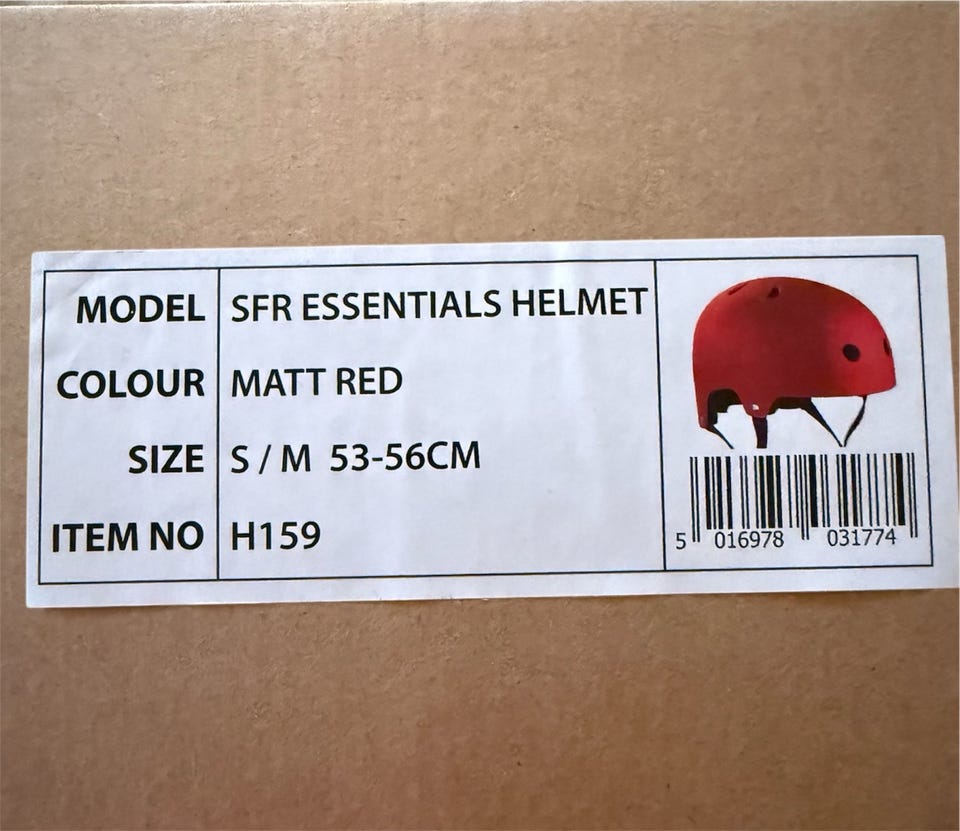 MODEL SFR ESSENTIALS HELMET
COLOUR MATT RED
SIZE S / M 53-56CM
ITEM NO H159
5 016978 031774